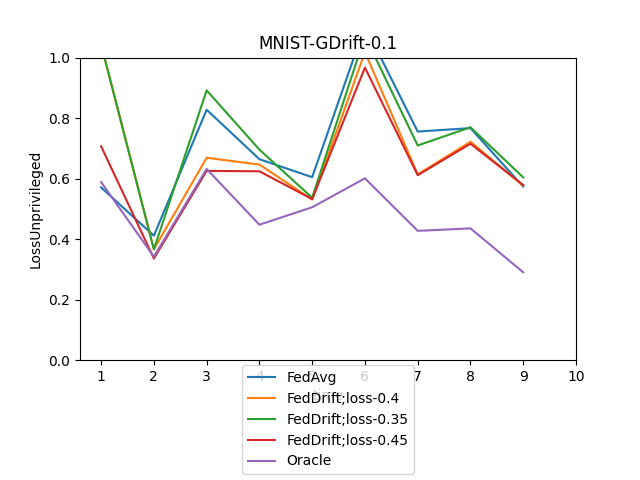 MNIST-GDrift-0.1
LossUnprivileged
1.0
0.8
0.6
0.4
0.2
0.0
1 2 3 4 5 6 7 8 9 10
FedAvg
FedDrift;loss-0.4
FedDrift;loss-0.35
FedDrift;loss-0.45
Oracle